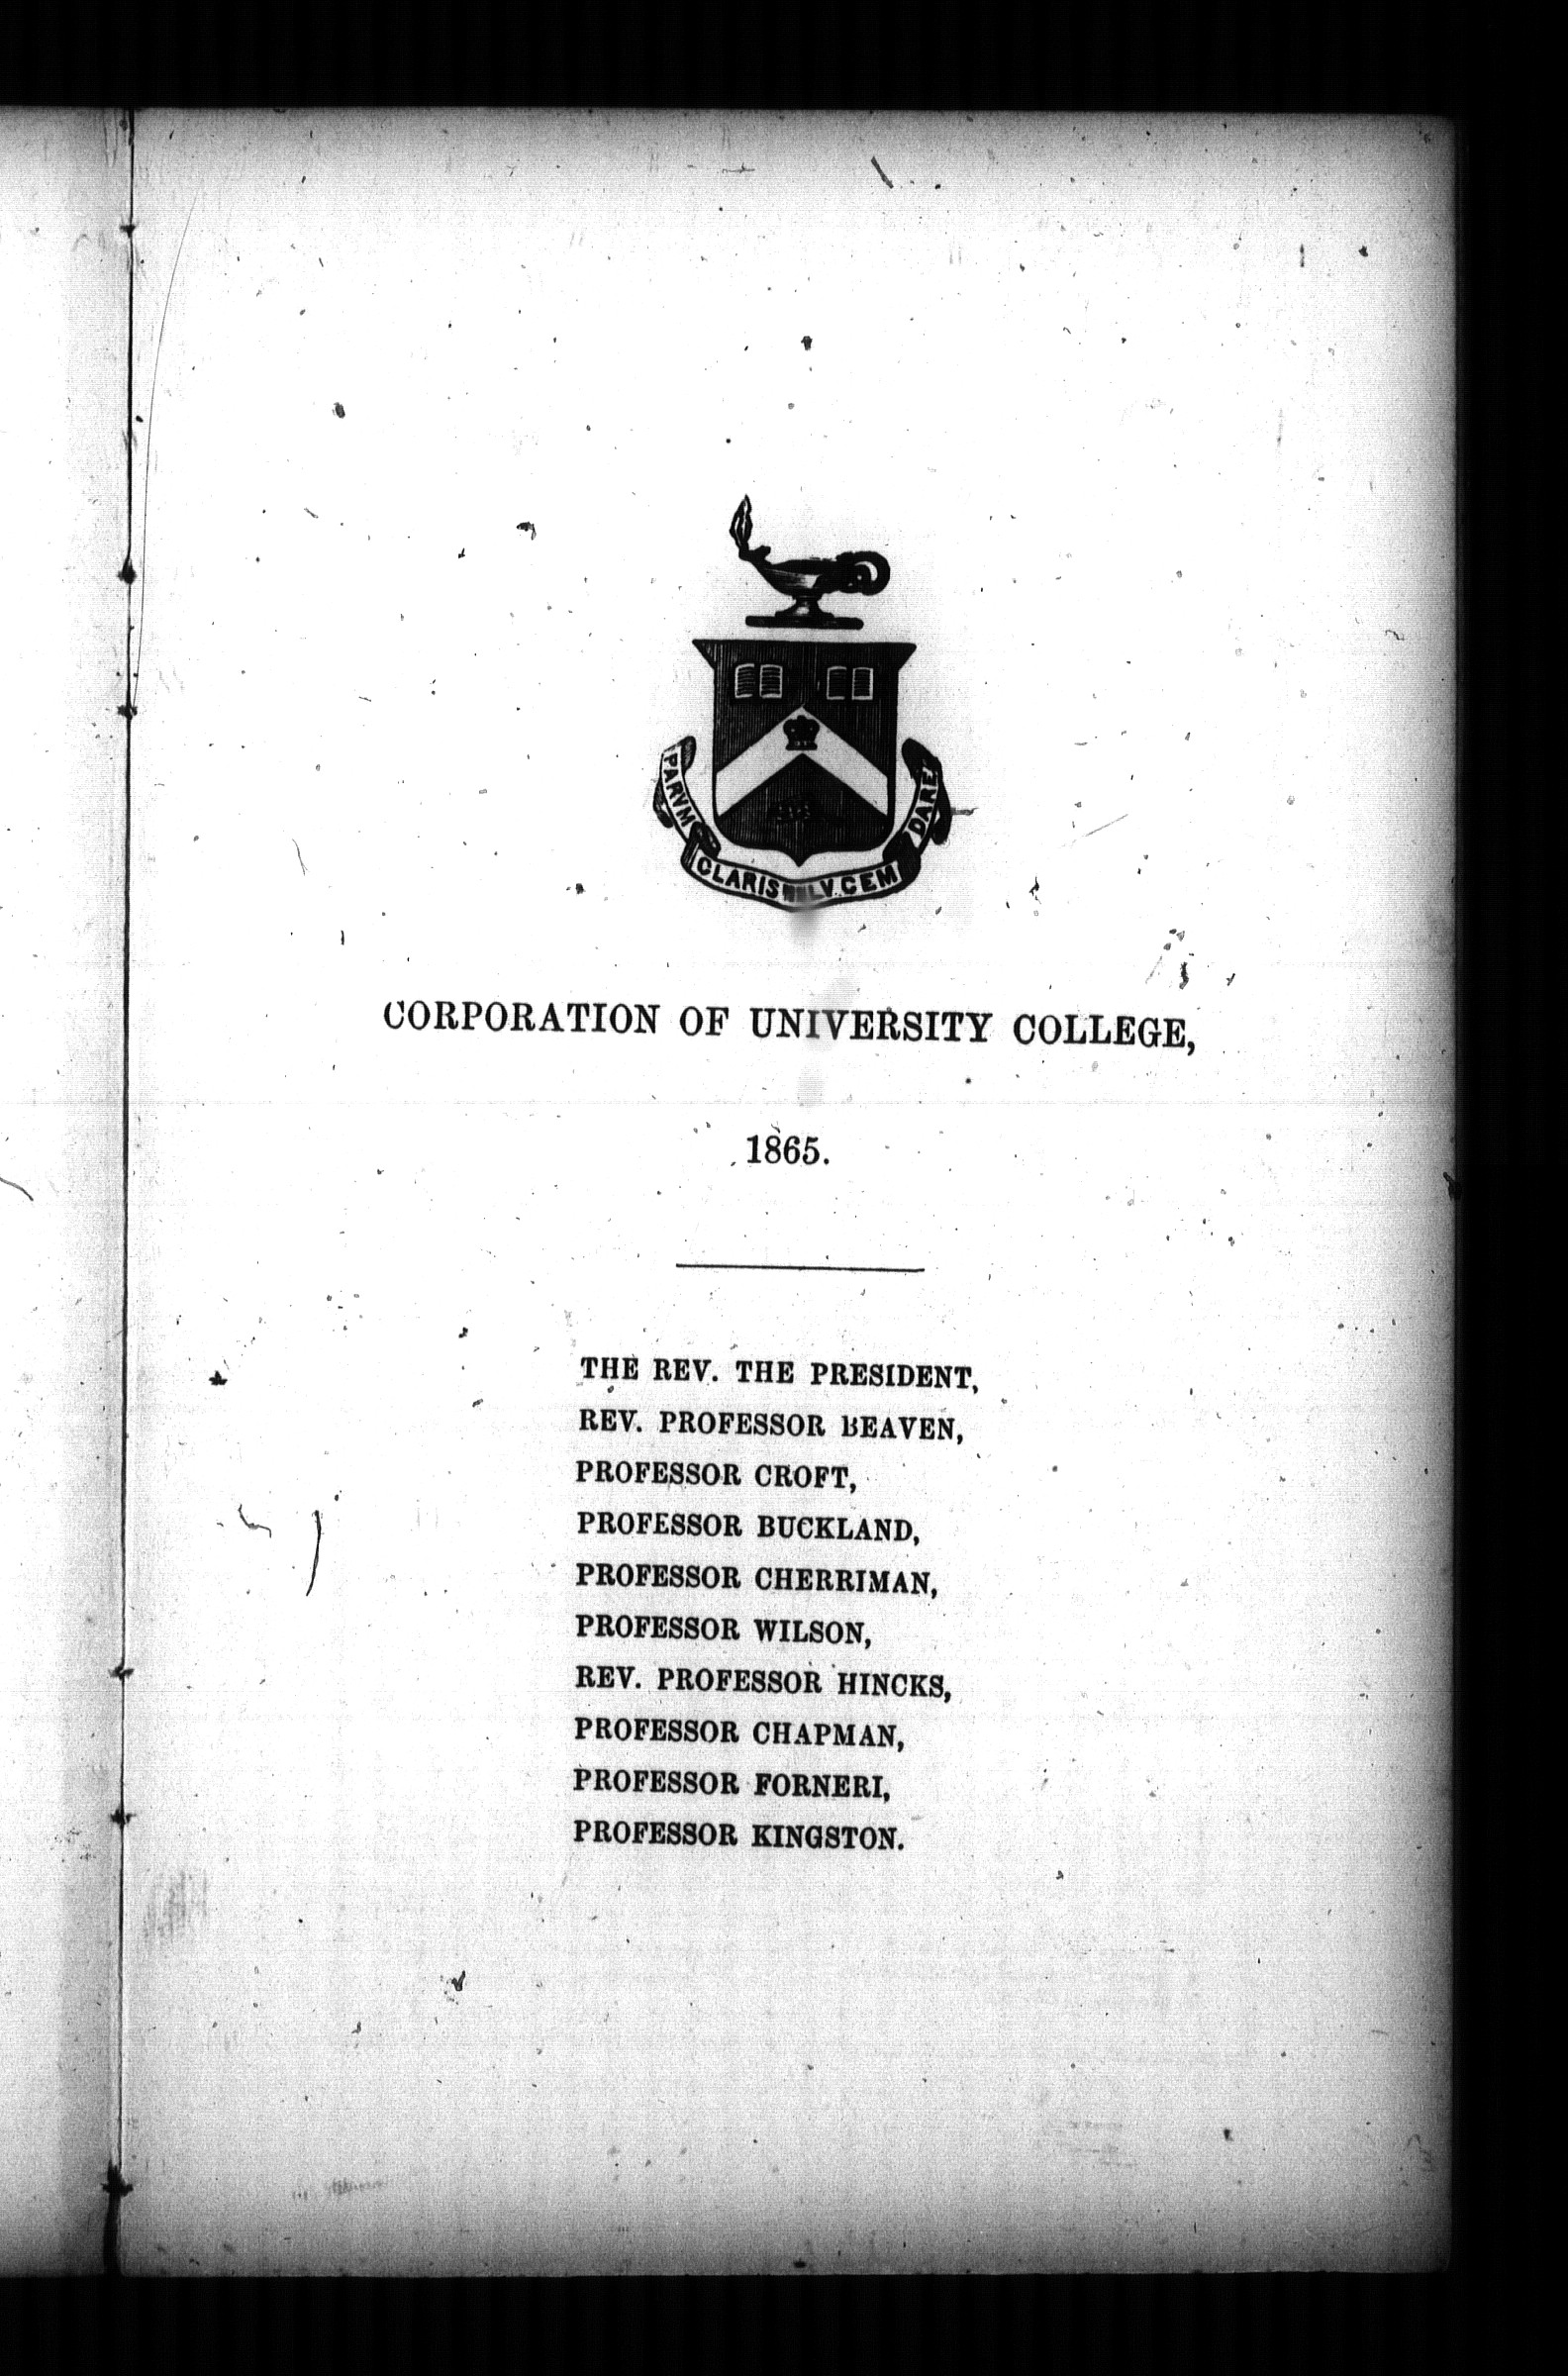 PARVM CLARIS LVCEM DARE
CORPORATION OF UNIVERSITY COLLEGE,
1865.
THE REV. THE PRESIDENT,
REV. PROFESSOR BEAVEN,
PROFESSOR CROFT,
PROFESSOR BUCKLAND,
PROFESSOR CHERRIMAN,
PROFESSOR WILSON,
REV. PROFESSOR HINCKS,
PROFESSOR CHAPMAN,
PROFESSOR FORNERI,
PROFESSOR KINGSTON.